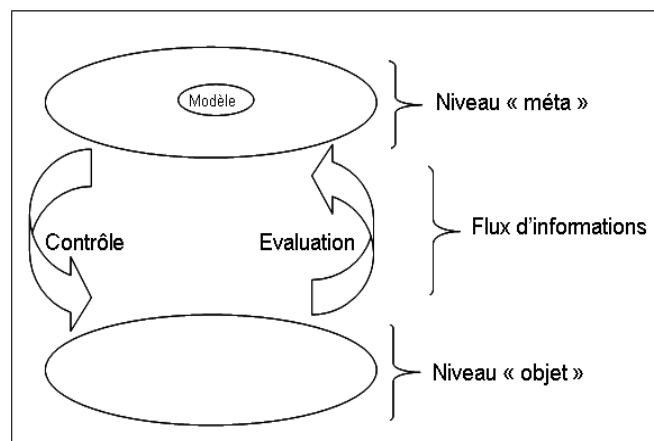 Modèle
Niveau « méta »
Contrôle
Evaluation
Flux d'informations
Niveau « objet »